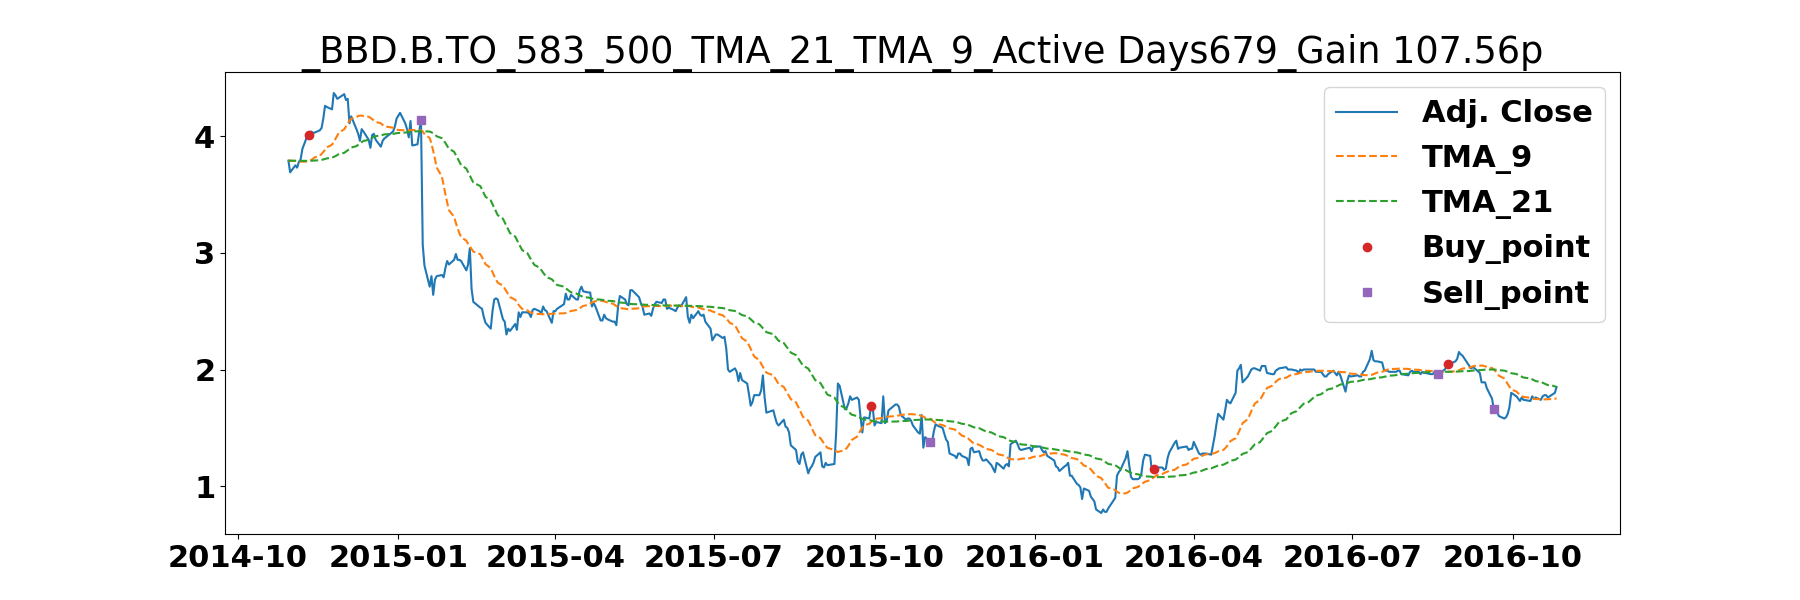 _BBD.B.TO_583_500_TMA_21_TMA_9_Active Days679_Gain 107.56p
Adj. Close
TMA_9
TMA_21
Buy_point
Sell_point
4
3
2
1
2014-10 2015-01 2015-04 2015-07 2015-10 2016-01 2016-04 2016-07 2016-10